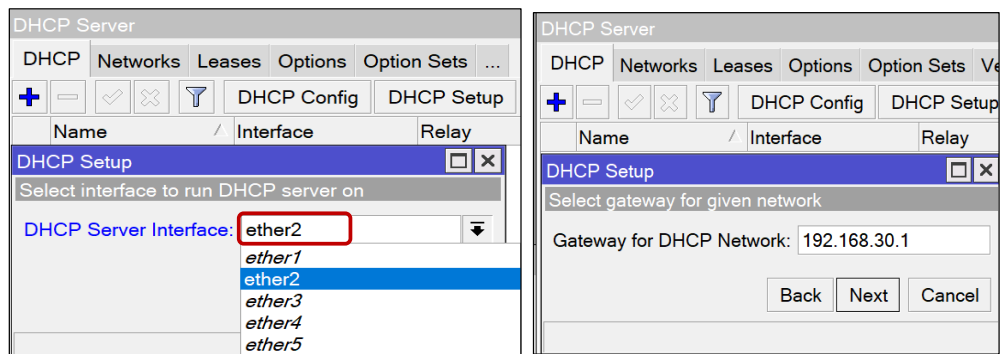 DHCP Server
DHCP Networks Leases Options Option Sets ...
DHCP Config DHCP Setup
Name Interface Relay
DHCP Setup
Select interface to run DHCP server on
DHCP Server Interface: ether2
ether1
ether2
ether3
ether4
ether5
DHCP Server
DHCP Networks Leases Options Option Sets Ve
DHCP Config DHCP Setup
Name Interface Relay
DHCP Setup
Select gateway for given network
Gateway for DHCP Network: 192.168.30.1
Back Next Cancel